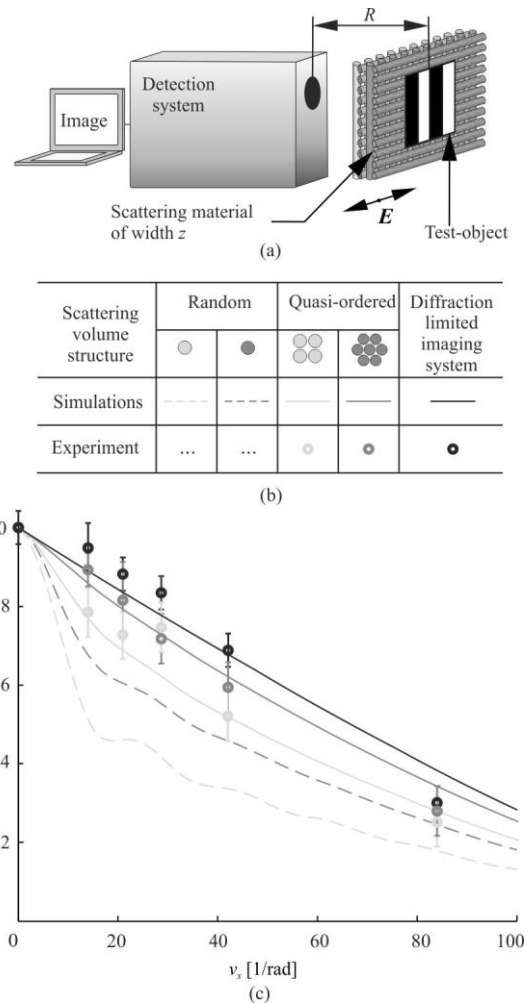 R
Detection
system
Image
Scattering material
of width z
E
Test-object
(a)
Scattering
volume
structure
Random
Quasi-ordered
Diffraction
limited
imaging
system
Simulations
Experiment
... ...
(b)
0
8
6
4
2
0 20 40 60 80 100
νx [1/rad]
(c)